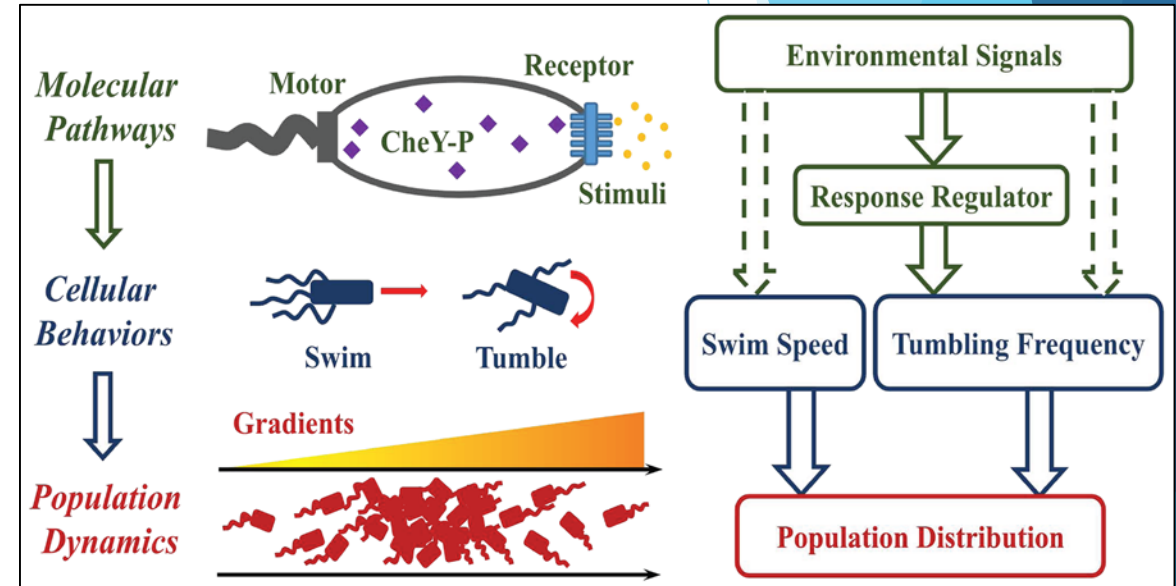 Molecular
Pathways
Motor
Receptor
CheY-P
Stimuli
Environmental Signals
Response Regulator
Cellular
Behaviors
Swim
Tumble
Swim Speed
Tumbling Frequency
Gradients
Population
Dynamics
Population Distribution